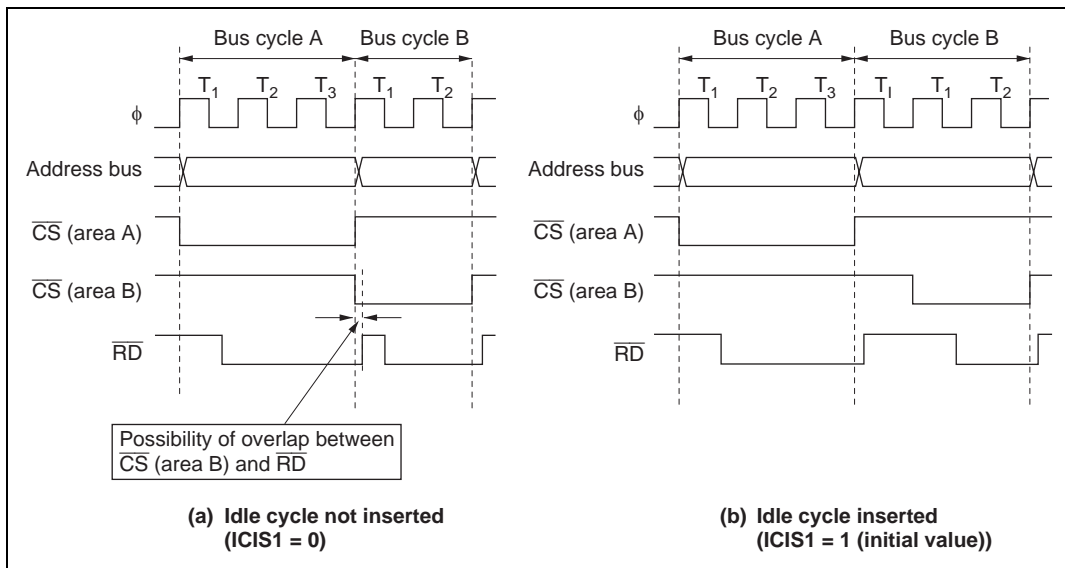 Bus cycle A Bus cycle B
T1 T2 T3 T1 T2
ϕ
Address bus
CS (area A)
CS (area B)
RD
Possibility of overlap between
CS (area B) and RD
(a) Idle cycle not inserted
(ICIS1 = 0)
Bus cycle A Bus cycle B
T1 T2 T3 TI T1 T2
ϕ
Address bus
CS (area A)
CS (area B)
RD
(b) Idle cycle inserted
(ICIS1 = 1 (initial value))